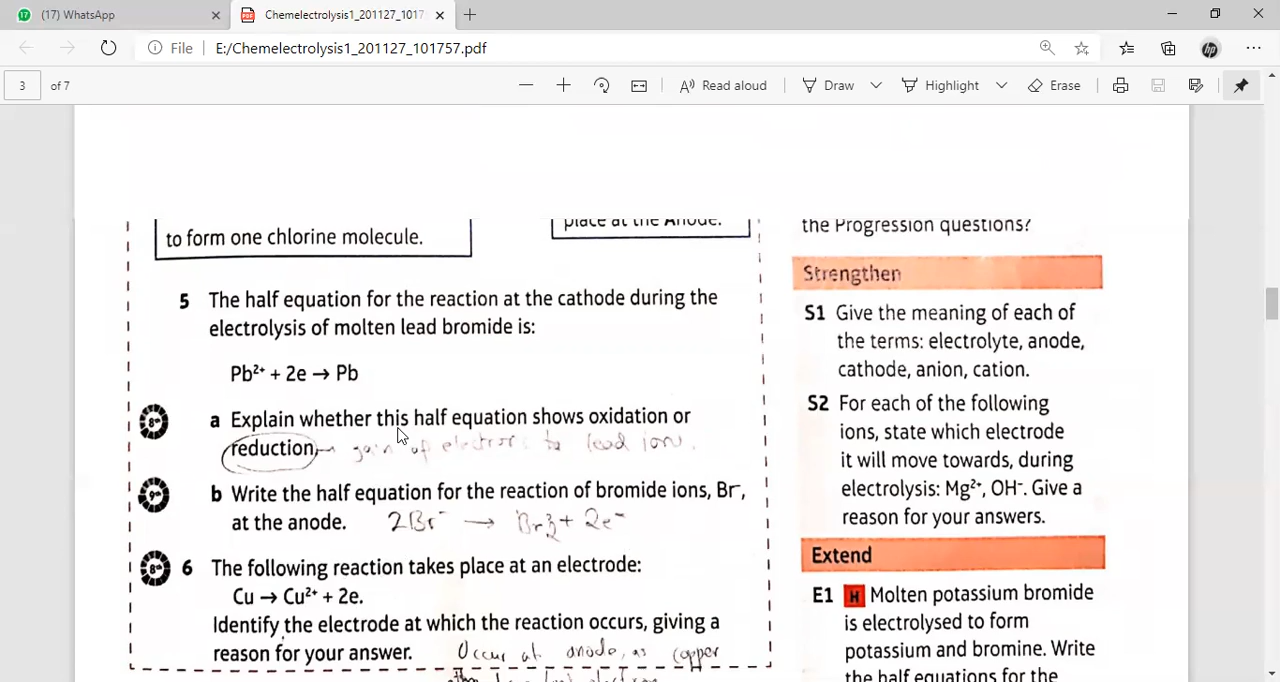 (17) WhatsApp
Chemelectrolysis1_201127_1017
File E:/Chemelectrolysis1_201127_101757.pdf
3 of 7
Read aloud Draw Highlight Erase
to form one chlorine molecule.
place at the Anode.
the Progression questions?
5 The half equation for the reaction at the cathode during the
electrolysis of molten lead bromide is:
Pb²⁺ + 2e → Pb
8th a Explain whether this half equation shows oxidation or
reduction. → gain of electrons to lead ions.
9th b Write the half equation for the reaction of bromide ions, Br⁻,
at the anode. 2Br⁻ → Br₂ + 2e⁻
8th 6 The following reaction takes place at an electrode:
Cu → Cu²⁺ + 2e.
Identify the electrode at which the reaction occurs, giving a
reason for your answer. Occur at anode, as copper
electron
Strengthen
S1 Give the meaning of each of
the terms: electrolyte, anode,
cathode, anion, cation.
S2 For each of the following
ions, state which electrode
it will move towards, during
electrolysis: Mg²⁺, OH⁻. Give a
reason for your answers.
Extend
E1 H Molten potassium bromide
is electrolysed to form
potassium and bromine. Write
the half equations for the